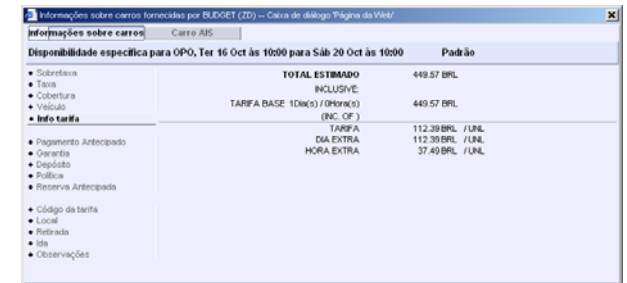 Informações sobre carros fornecidas por BUDGET (ZD) -- Caixa de diálogo 'Página da Web'
Informações sobre carros Carro AIS
Disponibilidade específica para OPO, Ter 16 Oct às 10:00 para Sáb 20 Oct às 10:00 Padrão
Sobretaxa
Taxa
Cobertura
Veículo
Info tarifa
Pagamento Antecipado
Garantia
Depósito
Política
Reserva Antecipada
Código da tarifa
Local
Retirada
Ida
Observações
TOTAL ESTIMADO 449.57 BRL
INCLUSIVE:
TARIFA BASE 1Dia(s) / 0Hora(s) 449.57 BRL
(INC. OF )
TARIFA 112.39 BRL / UNL
DIA EXTRA 112.39 BRL / UNL
HORA EXTRA 37.49 BRL / UNL